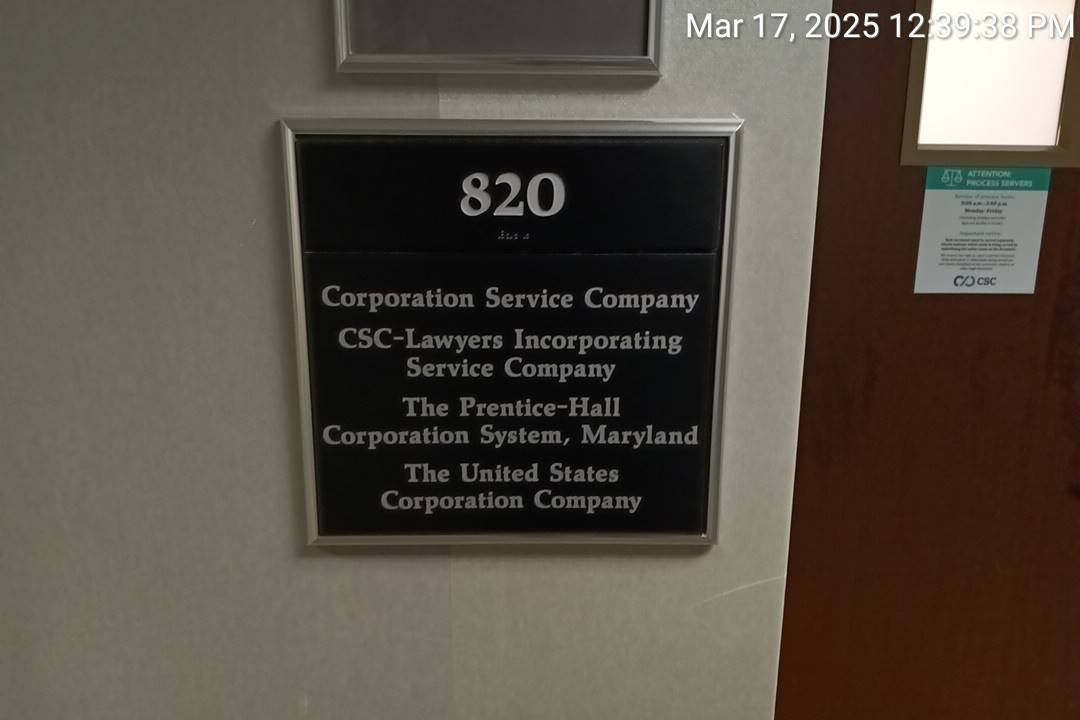 Mar 17, 2025 12:39:38 PM
820
Corporation Service Company
CSC-Lawyers Incorporating
Service Company
The Prentice-Hall
Corporation System, Maryland
The United States
Corporation Company
ATTENTION:
PROCESS SERVERS
Monday-Friday
CSC